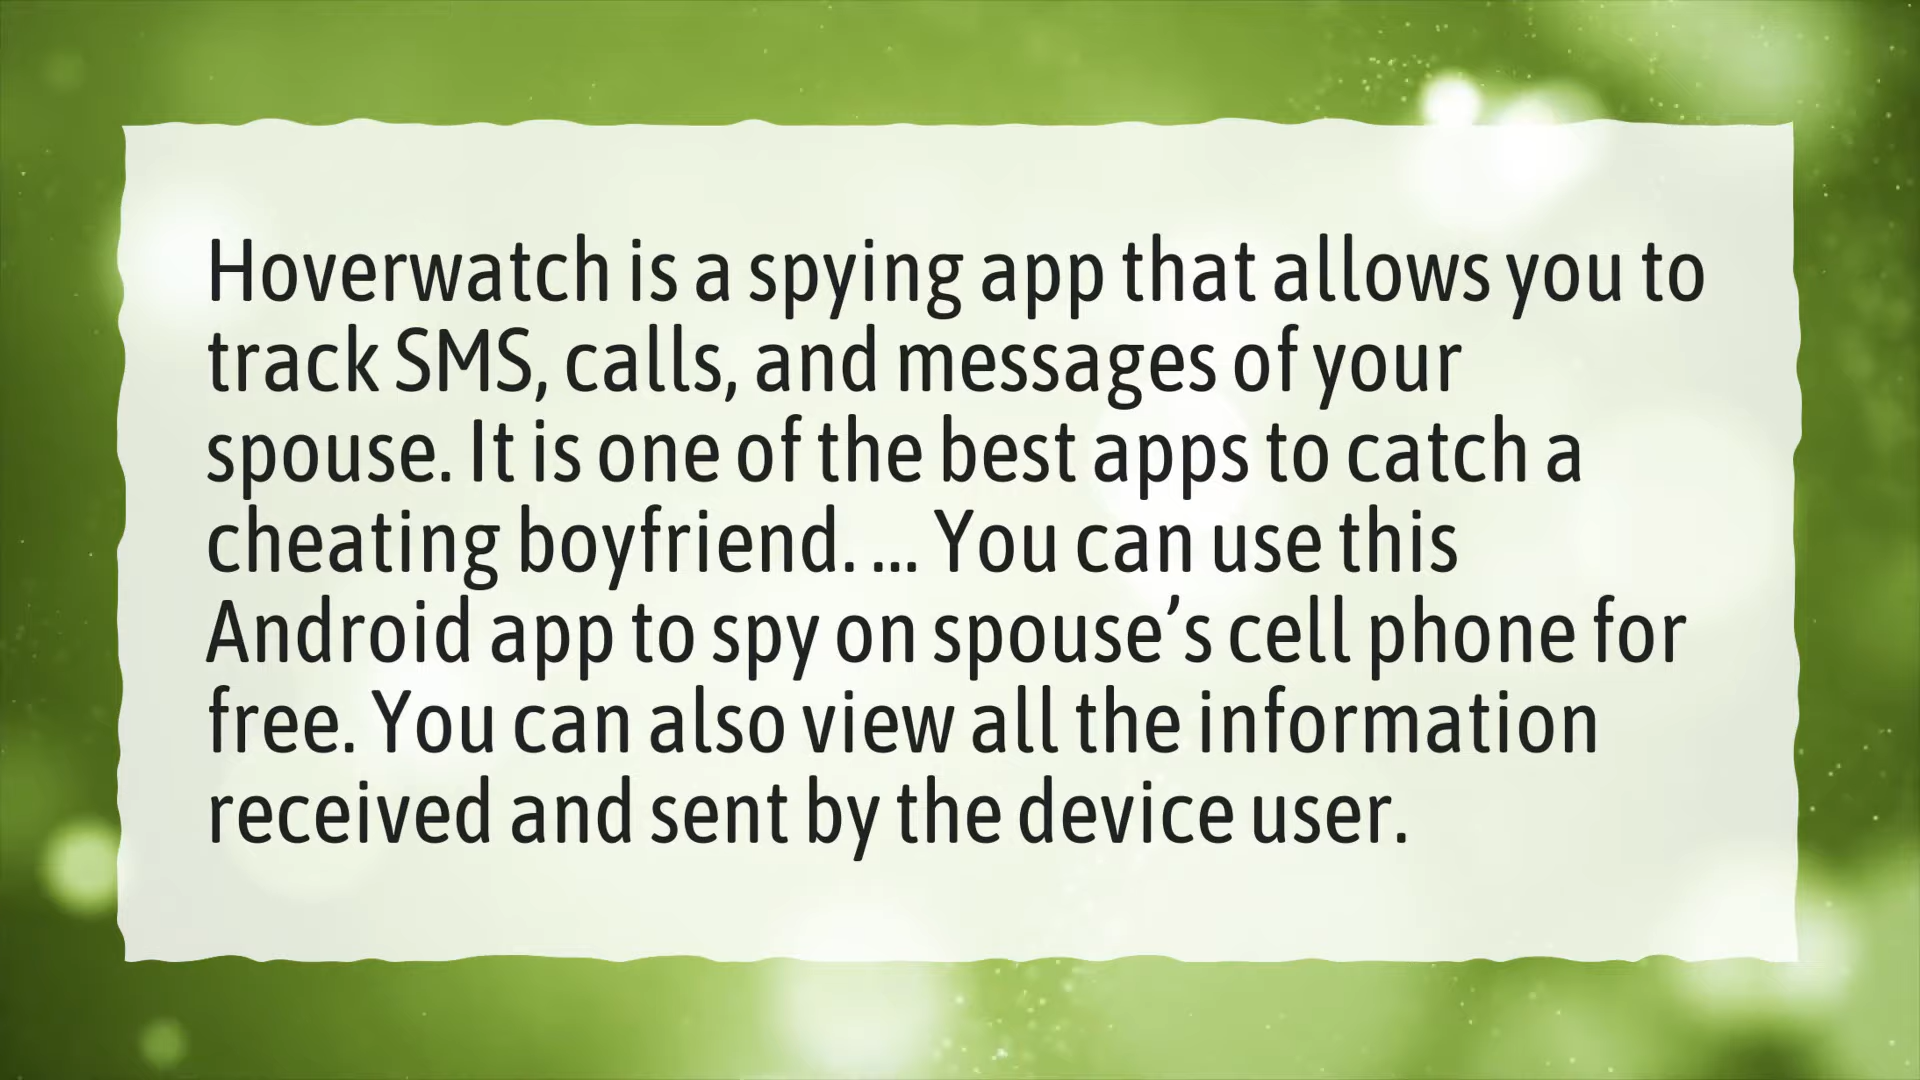 Hoverwatch is a spying app that allows you to
track SMS, calls, and messages of your
spouse. It is one of the best apps to catch a
cheating boyfriend. ... You can use this
Android app to spy on spouse’s cell phone for
free. You can also view all the information
received and sent by the device user.